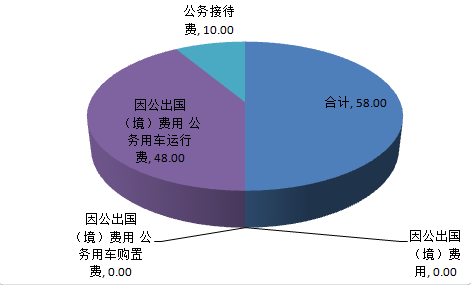 公务接待
费, 10.00
合计, 58.00
因公出国
（境）费用 公
务用车运行
费, 48.00
因公出国
（境）费用 公
务用车购置
费, 0.00
因公出国
（境）费
用, 0.00